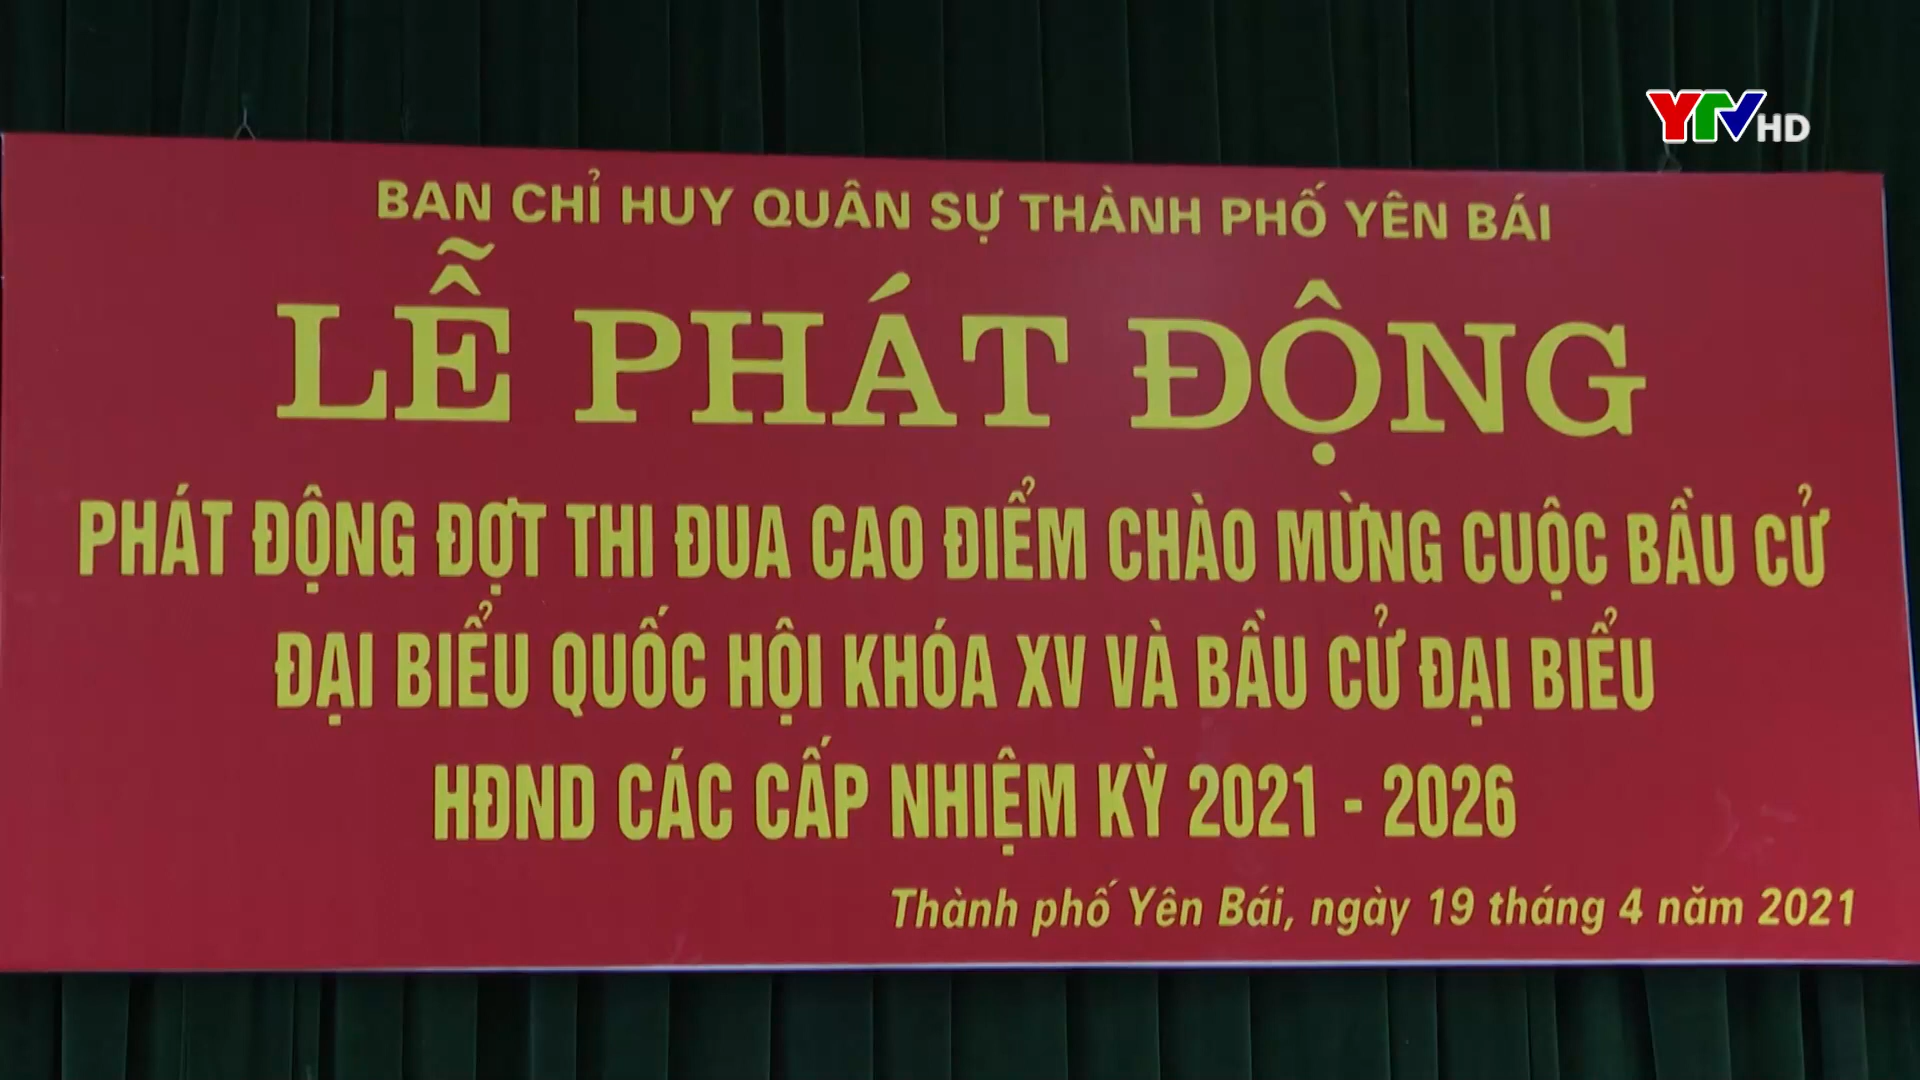 YTV HD
BAN CHỈ HUY QUÂN SỰ THÀNH PHỐ YÊN BÁI
LỄ PHÁT ĐỘNG
PHÁT ĐỘNG ĐỢT THI ĐUA CAO ĐIỂM CHÀO MỪNG CUỘC BẦU CỬ
ĐẠI BIỂU QUỐC HỘI KHÓA XV VÀ BẦU CỬ ĐẠI BIỂU
HĐND CÁC CẤP NHIỆM KỲ 2021 - 2026
Thành phố Yên Bái, ngày 19 tháng 4 năm 2021